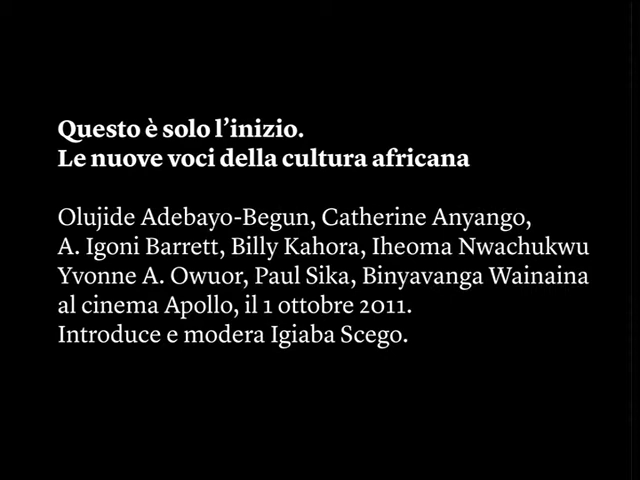 Questo è solo l’inizio.
Le nuove voci della cultura africana
Olujide Adebayo-Begun, Catherine Anyango,
A. Igoni Barrett, Billy Kahora, Iheoma Nwachukwu
Yvonne A. Owuor, Paul Sika, Binyavanga Wainaina
al cinema Apollo, il 1 ottobre 2011.
Introduce e modera Igiaba Scego.